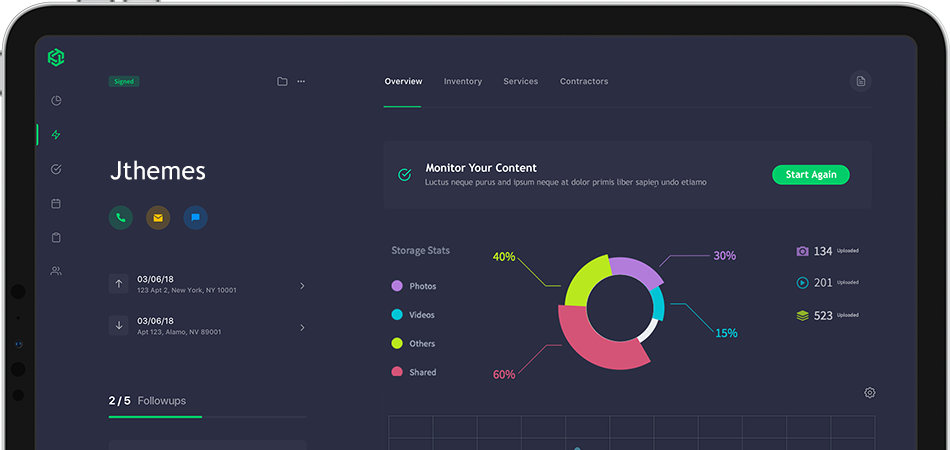 Signed
Overview Inventory Services Contractors
Jthemes
Monitor Your Content
Luctus neque purus and ipsum neque at dolor primis liber sapien undo etiamo
Start Again
03/06/18
123 Apt 2, New York, NY 10001
03/06/18
Apt 123, Alamo, NV 89001
2 / 5 Followups
Storage Stats
Photos
Videos
Others
Shared
40%
30%
15%
60%
134 Uploaded
201 Uploaded
523 Uploaded